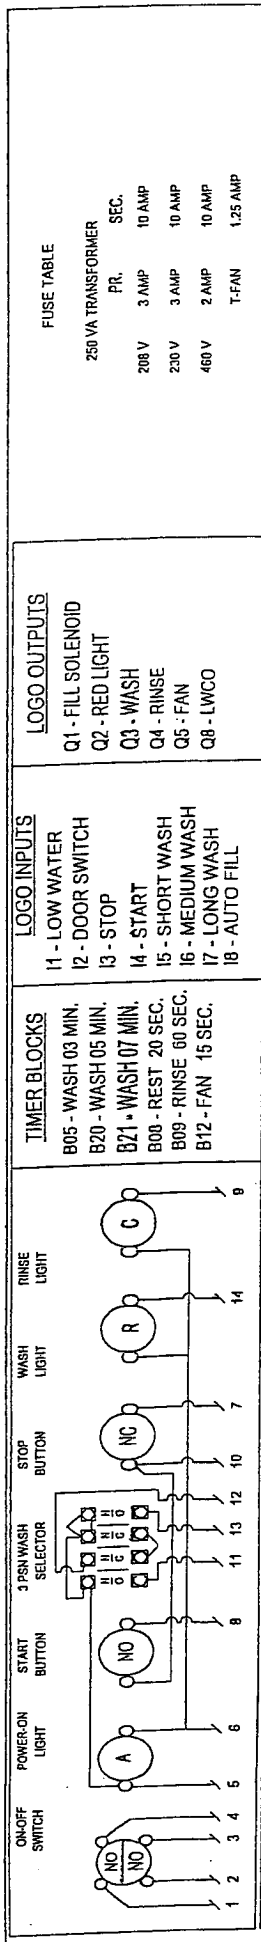 ON-OFF
SWITCH
POWER-ON
LIGHT
START
BUTTON
3 PSN WASH
SELECTOR
STOP
BUTTON
WASH
LIGHT
RINSE
LIGHT
NO
NO
A
NO
NC
R
C
1
2
3
4
5
6
8
11
13
12
10
7
14
9
TIMER BLOCKS
B05 - WASH 03 MIN.
B20 - WASH 05 MIN.
B21 - WASH 07 MIN.
B08 - REST 20 SEC.
B09 - RINSE 60 SEC.
B12 - FAN 15 SEC.
LOGO INPUTS
I1 - LOW WATER
I2 - DOOR SWITCH
I3 - STOP
I4 - START
I5 - SHORT WASH
I6 - MEDIUM WASH
I7 - LONG WASH
I8 - AUTO FILL
LOGO OUTPUTS
Q1 - FILL SOLENOID
Q2 - RED LIGHT
Q3 - WASH
Q4 - RINSE
Q5 - FAN
Q8 - LWCO
FUSE TABLE
250 VA TRANSFORMER
PR. SEC.
208 V 3 AMP 10 AMP
230 V 3 AMP 10 AMP
460 V 2 AMP 10 AMP
T-FAN 1.25 AMP